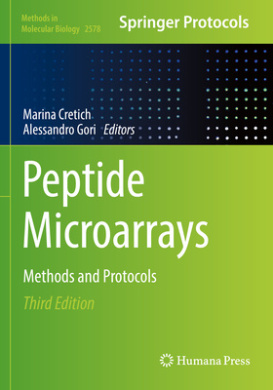 Methods in
Molecular Biology 2578
Springer Protocols
Marina Cretich
Alessandro Gori Editors
Peptide
Microarrays
Methods and Protocols
Third Edition
Humana Press